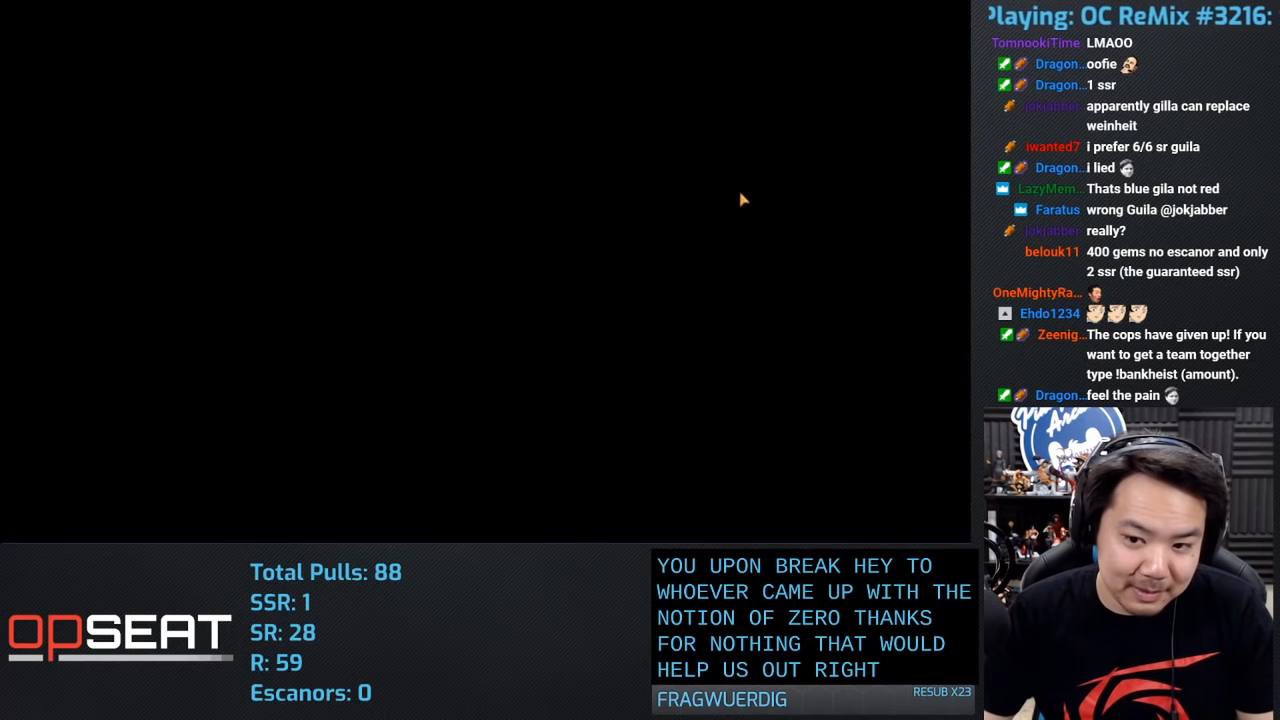 Playing: OC ReMix #3216:
TomnookiTime LMAOO
Dragon... oofie
Dragon... 1 ssr
jokjabber apparently gilla can replace
weinheit
iwanted7 i prefer 6/6 sr guila
Dragon... i lied
LazyMem... Thats blue gila not red
Faratus wrong Guila @jokjabber
jokjabber really?
belouk11 400 gems no escanor and only
2 ssr (the guaranteed ssr)
OneMightyRa...
Ehdo1234
Zeenig... The cops have given up! If you
want to get a team together
type !bankheist (amount).
Dragon... feel the pain
opSEAT
Total Pulls: 88
SSR: 1
SR: 28
R: 59
Escanors: 0
YOU UPON BREAK HEY TO
WHOEVER CAME UP WITH THE
NOTION OF ZERO THANKS
FOR NOTHING THAT WOULD
HELP US OUT RIGHT
FRAGWUERDIG
RESUB X23